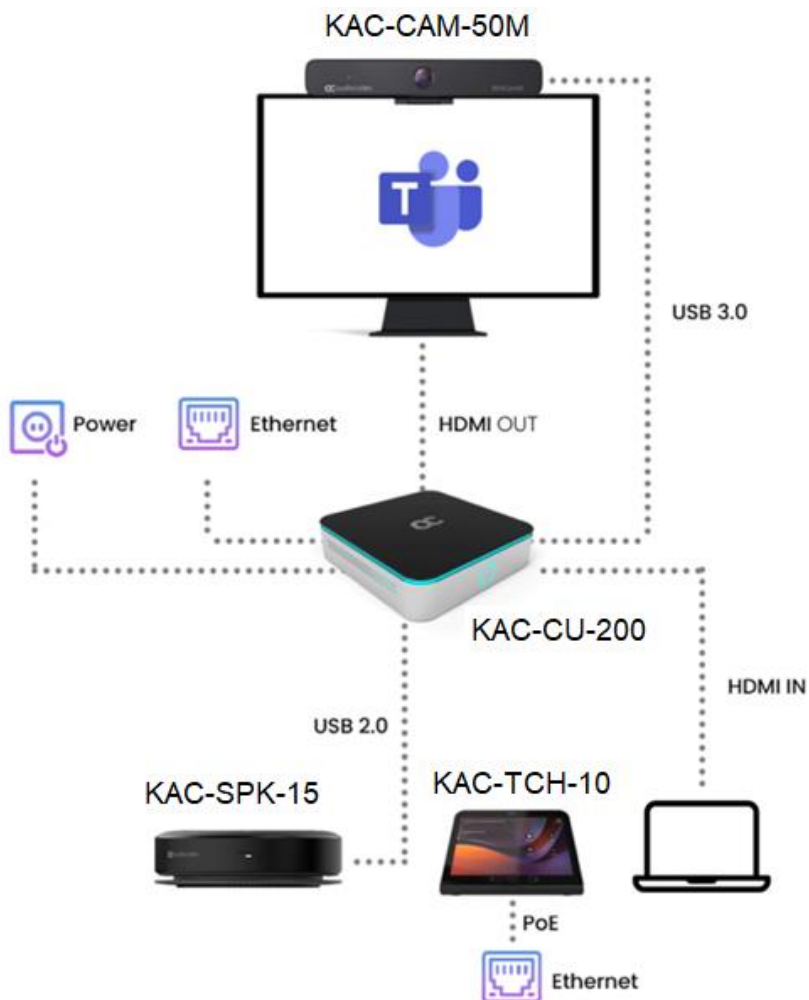 KAC-CAM-50M
T
USB 3.0
Power
Ethernet
HDMI OUT
KAC-CU-200
HDMI IN
USB 2.0
KAC-SPK-15
KAC-TCH-10
PoE
Ethernet